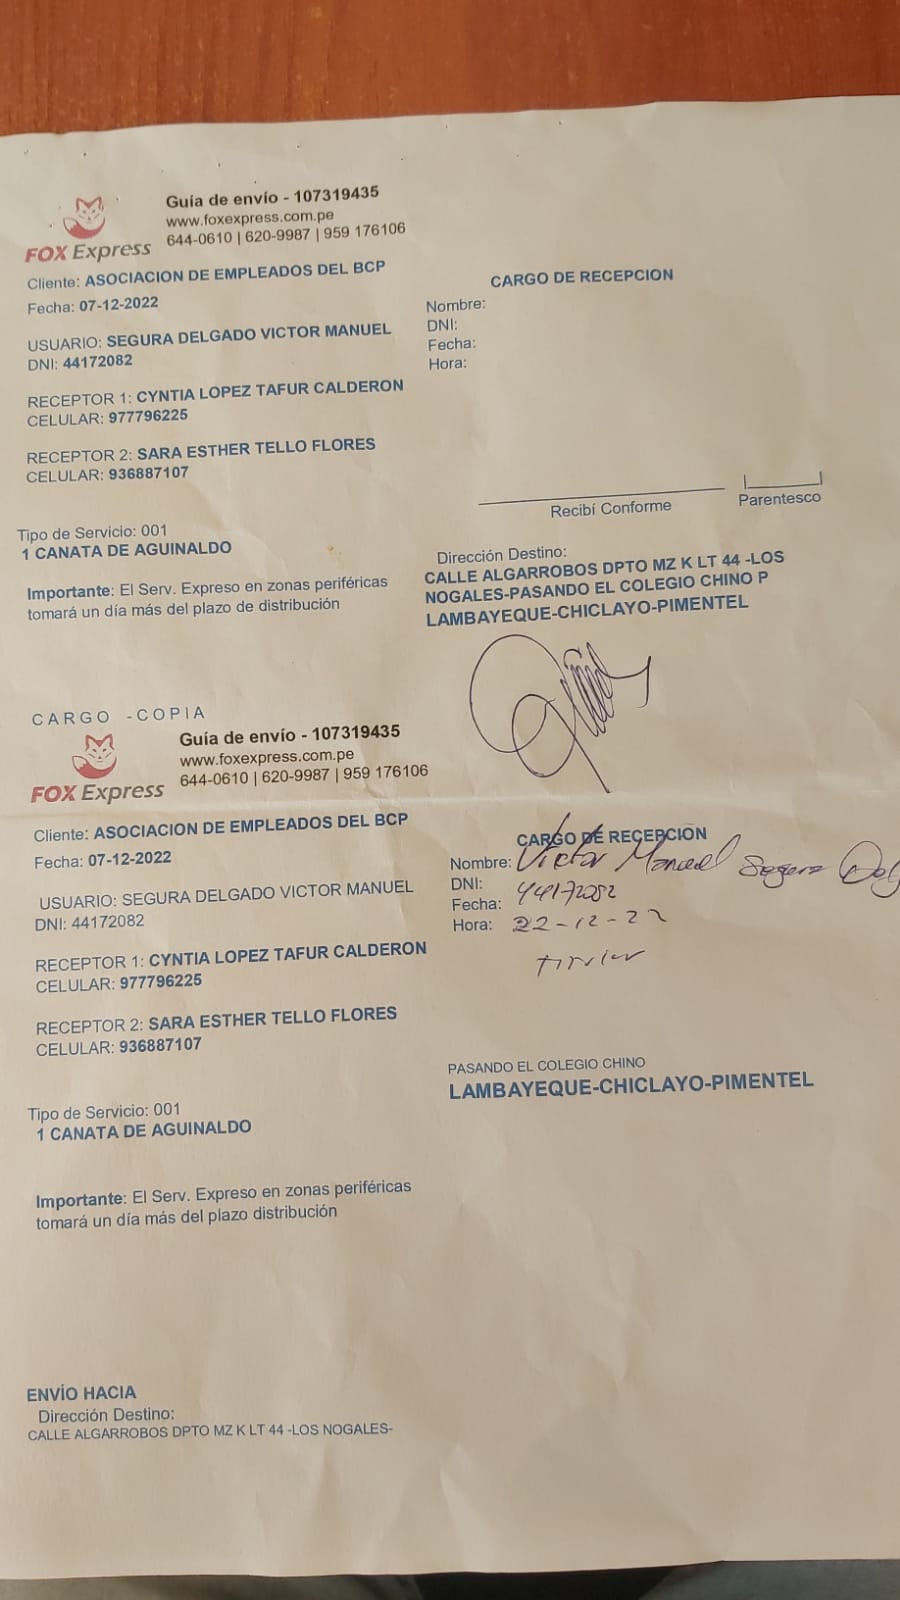 Guía de envío - 107319435
www.foxexpress.com.pe
644-0610 | 620-9987 | 959 176106
FOX Express
Cliente: ASOCIACION DE EMPLEADOS DEL BCP
Fecha: 07-12-2022
USUARIO: SEGURA DELGADO VICTOR MANUEL
DNI: 44172082
RECEPTOR 1: CYNTIA LOPEZ TAFUR CALDERON
CELULAR: 977796225
RECEPTOR 2: SARA ESTHER TELLO FLORES
CELULAR: 936887107
Tipo de Servicio: 001
1 CANATA DE AGUINALDO
Importante: El Serv. Expreso en zonas periféricas
tomará un día más del plazo de distribución
CARGO DE RECEPCION
Nombre:
DNI:
Fecha:
Hora:
Recibí Conforme
Parentesco
Dirección Destino:
CALLE ALGARROBOS DPTO MZ K LT 44 -LOS
NOGALES-PASANDO EL COLEGIO CHINO P
LAMBAYEQUE-CHICLAYO-PIMENTEL
CARGO -COPIA
Guía de envío - 107319435
www.foxexpress.com.pe
644-0610 | 620-9987 | 959 176106
FOX Express
Cliente: ASOCIACION DE EMPLEADOS DEL BCP
Fecha: 07-12-2022
USUARIO: SEGURA DELGADO VICTOR MANUEL
DNI: 44172082
RECEPTOR 1: CYNTIA LOPEZ TAFUR CALDERON
CELULAR: 977796225
RECEPTOR 2: SARA ESTHER TELLO FLORES
CELULAR: 936887107
Tipo de Servicio: 001
1 CANATA DE AGUINALDO
Importante: El Serv. Expreso en zonas periféricas
tomará un día más del plazo distribución
CARGO DE RECEPCION
Nombre: Victor Manuel Segura
DNI: 44172082
Fecha: 22-12-22
Hora:
PASANDO EL COLEGIO CHINO
LAMBAYEQUE-CHICLAYO-PIMENTEL
ENVÍO HACIA
Dirección Destino:
CALLE ALGARROBOS DPTO MZ K LT 44 -LOS NOGALES-